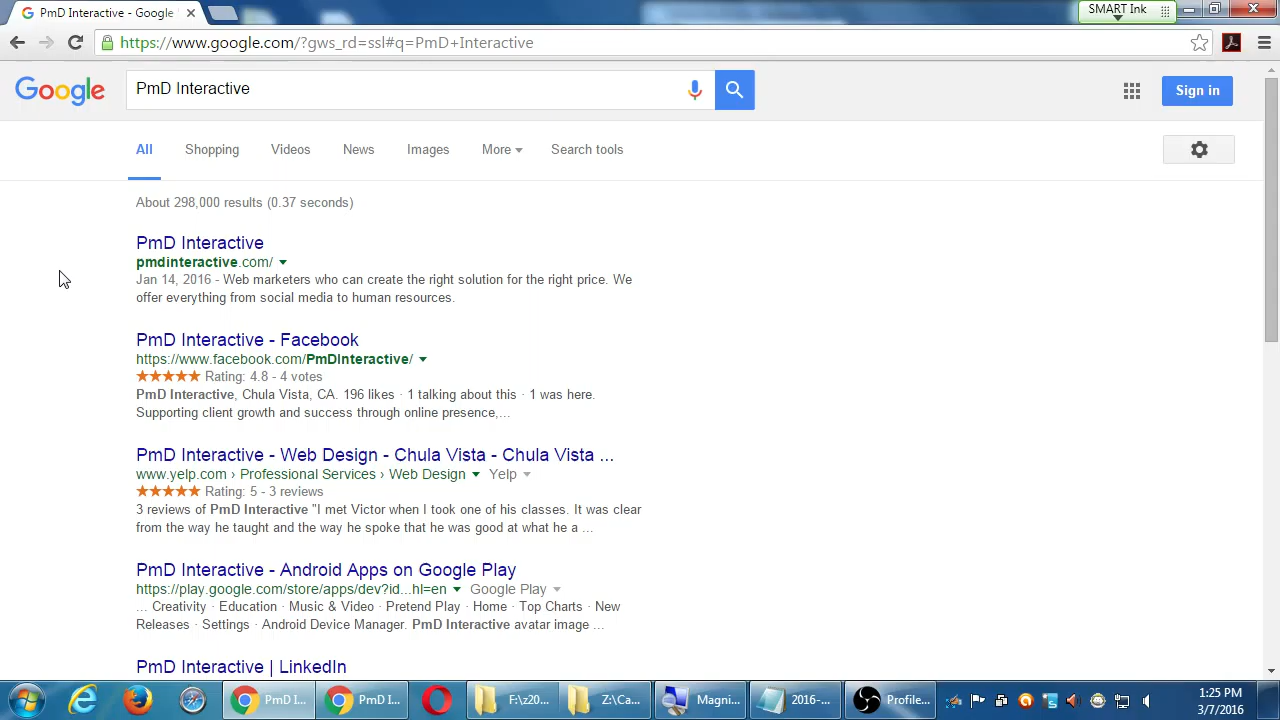 PmD Interactive - Google
SMART Ink
https://www.google.com/?gws_rd=ssl#q=PmD+Interactive
Google
PmD Interactive
Sign in
All Shopping Videos News Images More Search tools
About 298,000 results (0.37 seconds)
PmD Interactive
pmdinteractive.com/
Jan 14, 2016 - Web marketers who can create the right solution for the right price. We
offer everything from social media to human resources.
PmD Interactive - Facebook
https://www.facebook.com/PmDInteractive/
Rating: 4.8 - 4 votes
PmD Interactive, Chula Vista, CA. 196 likes · 1 talking about this · 1 was here.
Supporting client growth and success through online presence,...
PmD Interactive - Web Design - Chula Vista - Chula Vista ...
www.yelp.com › Professional Services › Web Design Yelp
Rating: 5 - 3 reviews
3 reviews of PmD Interactive "I met Victor when I took one of his classes. It was clear
from the way he taught and the way he spoke that he was good at what he a ...
PmD Interactive - Android Apps on Google Play
https://play.google.com/store/apps/dev?id...hl=en Google Play
... Creativity · Education · Music & Video · Pretend Play · Home · Top Charts · New
Releases · Settings · Android Device Manager. PmD Interactive avatar image ...
PmD Interactive | LinkedIn
PmD I... PmD I... F:\z20... Z:\Ca... Magni... 2016-... Profile... 1:25 PM
3/7/2016